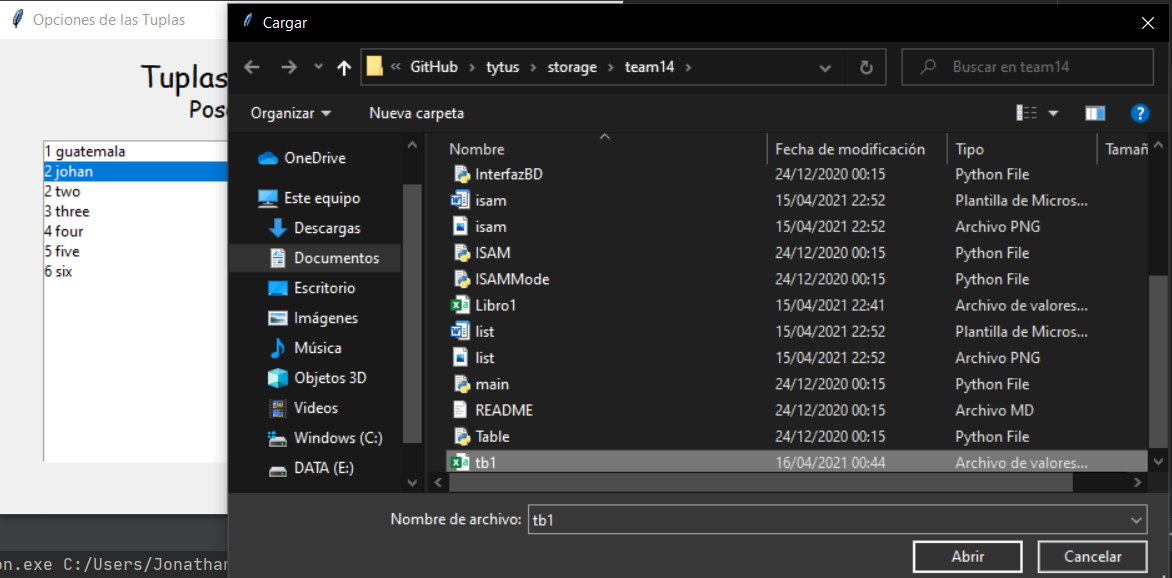 Opciones de las Tuplas
Tuplas
Pose
1 guatemala
2 johan
2 two
3 three
4 four
5 five
6 six
Cargar
« GitHub › tytus › storage › team14 ›
Buscar en team14
Organizar
Nueva carpeta
OneDrive
Este equipo
Descargas
Documentos
Escritorio
Imágenes
Música
Objetos 3D
Videos
Windows (C:)
DATA (E:)
Nombre Fecha de modificación Tipo Tamañ
InterfazBD 24/12/2020 00:15 Python File
isam 15/04/2021 22:52 Plantilla de Micros...
isam 15/04/2021 22:52 Archivo PNG
ISAM 24/12/2020 00:15 Python File
ISAMMode 24/12/2020 00:15 Python File
Libro1 15/04/2021 22:41 Archivo de valores...
list 15/04/2021 22:52 Plantilla de Micros...
list 15/04/2021 22:52 Archivo PNG
main 24/12/2020 00:15 Python File
README 24/12/2020 00:15 Archivo MD
Table 24/12/2020 00:15 Python File
tb1 16/04/2021 00:44 Archivo de valores...
Nombre de archivo: tb1
Abrir
Cancelar
on.exe C:/Users/Jonathan